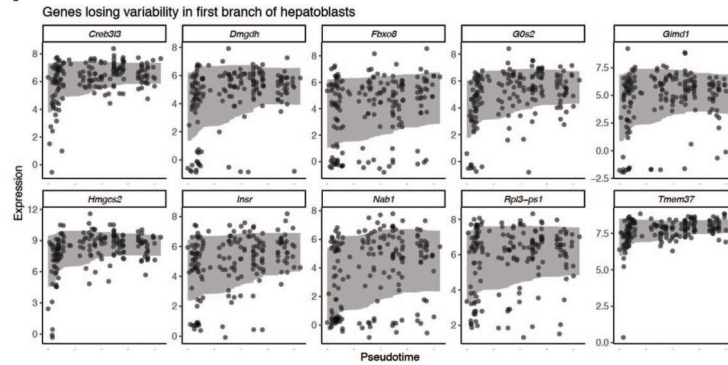 Genes losing variability in first branch of hepatoblasts
Creb3l3 Dmgdh Fbxo8 G0s2 Gimd1
8 6 4 2 0
6 4 2 0
8 6 4 2 0
8 6 4 2 0
7.5 5.0 2.5 0.0 −2.5
Expression
Hmgcs2 Insr Nab1 Rpl3−ps1 Tmem37
12 9 6 3 0
8 6 4 2 0
8 6 4 2 0
8 6 4 2
7.5 5.0 2.5 0.0
Pseudotime